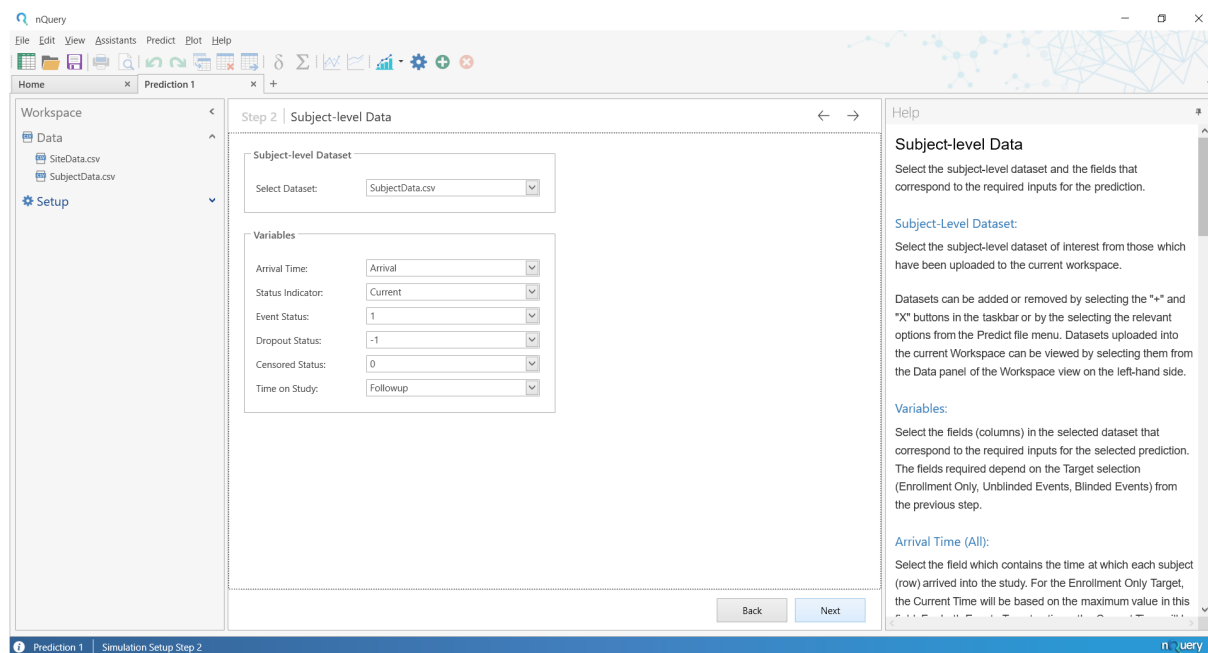 nQuery
File Edit View Assistants Predict Plot Help
Home × Prediction 1 × +
Workspace
Data
SiteData.csv
SubjectData.csv
Setup
Step 2 | Subject-level Data
Subject-level Dataset
Select Dataset: SubjectData.csv
Variables
Arrival Time: Arrival
Status Indicator: Current
Event Status: 1
Dropout Status: -1
Censored Status: 0
Time on Study: Followup
Back Next
Help
Subject-level Data
Select the subject-level dataset and the fields that
correspond to the required inputs for the prediction.
Subject-Level Dataset:
Select the subject-level dataset of interest from those which
have been uploaded to the current workspace.
Datasets can be added or removed by selecting the "+" and
"X" buttons in the taskbar or by the selecting the relevant
options from the Predict file menu. Datasets uploaded into
the current Workspace can be viewed by selecting them from
the Data panel of the Workspace view on the left-hand side.
Variables:
Select the fields (columns) in the selected dataset that
correspond to the required inputs for the selected prediction.
The fields required depend on the Target selection
(Enrollment Only, Unblinded Events, Blinded Events) from
the previous step.
Arrival Time (All):
Select the field which contains the time at which each subject
(row) arrived into the study. For the Enrollment Only Target,
the Current Time will be based on the maximum value in this
Prediction 1 | Simulation Setup Step 2
nQuery